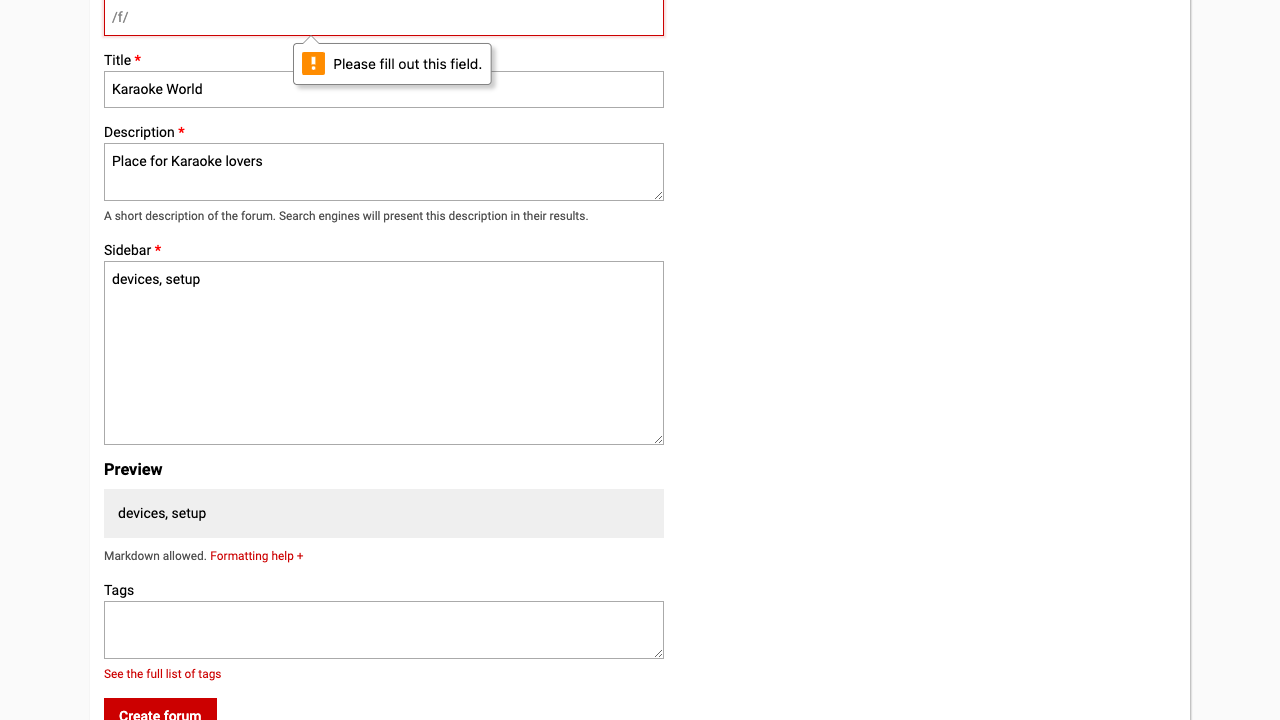 /f/
Please fill out this field.
Title *
Karaoke World
Description *
Place for Karaoke lovers
A short description of the forum. Search engines will present this description in their results.
Sidebar *
devices, setup
Preview
devices, setup
Markdown allowed. Formatting help +
Tags
See the full list of tags
Create forum